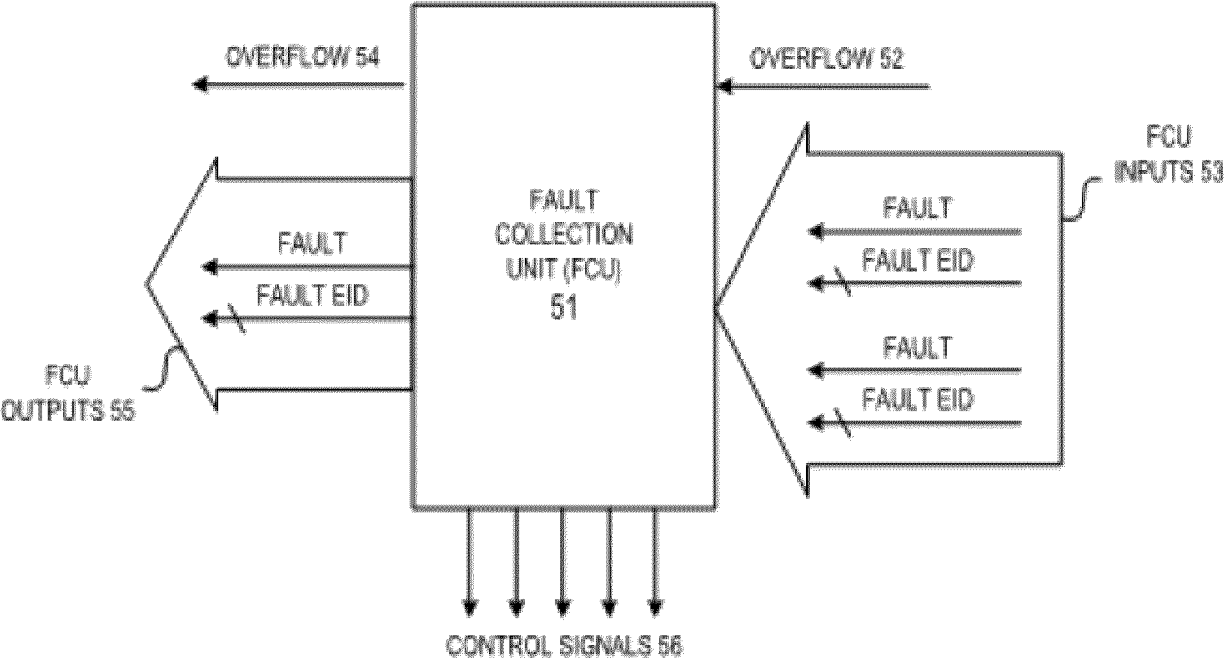 OVERFLOW 54
OVERFLOW 52
FCU
INPUTS 53
FAULT
COLLECTION
UNIT (FCU)
51
FAULT
FAULT EID
FAULT
FAULT EID
FAULT
FAULT EID
FCU
OUTPUTS 55
CONTROL SIGNALS 56